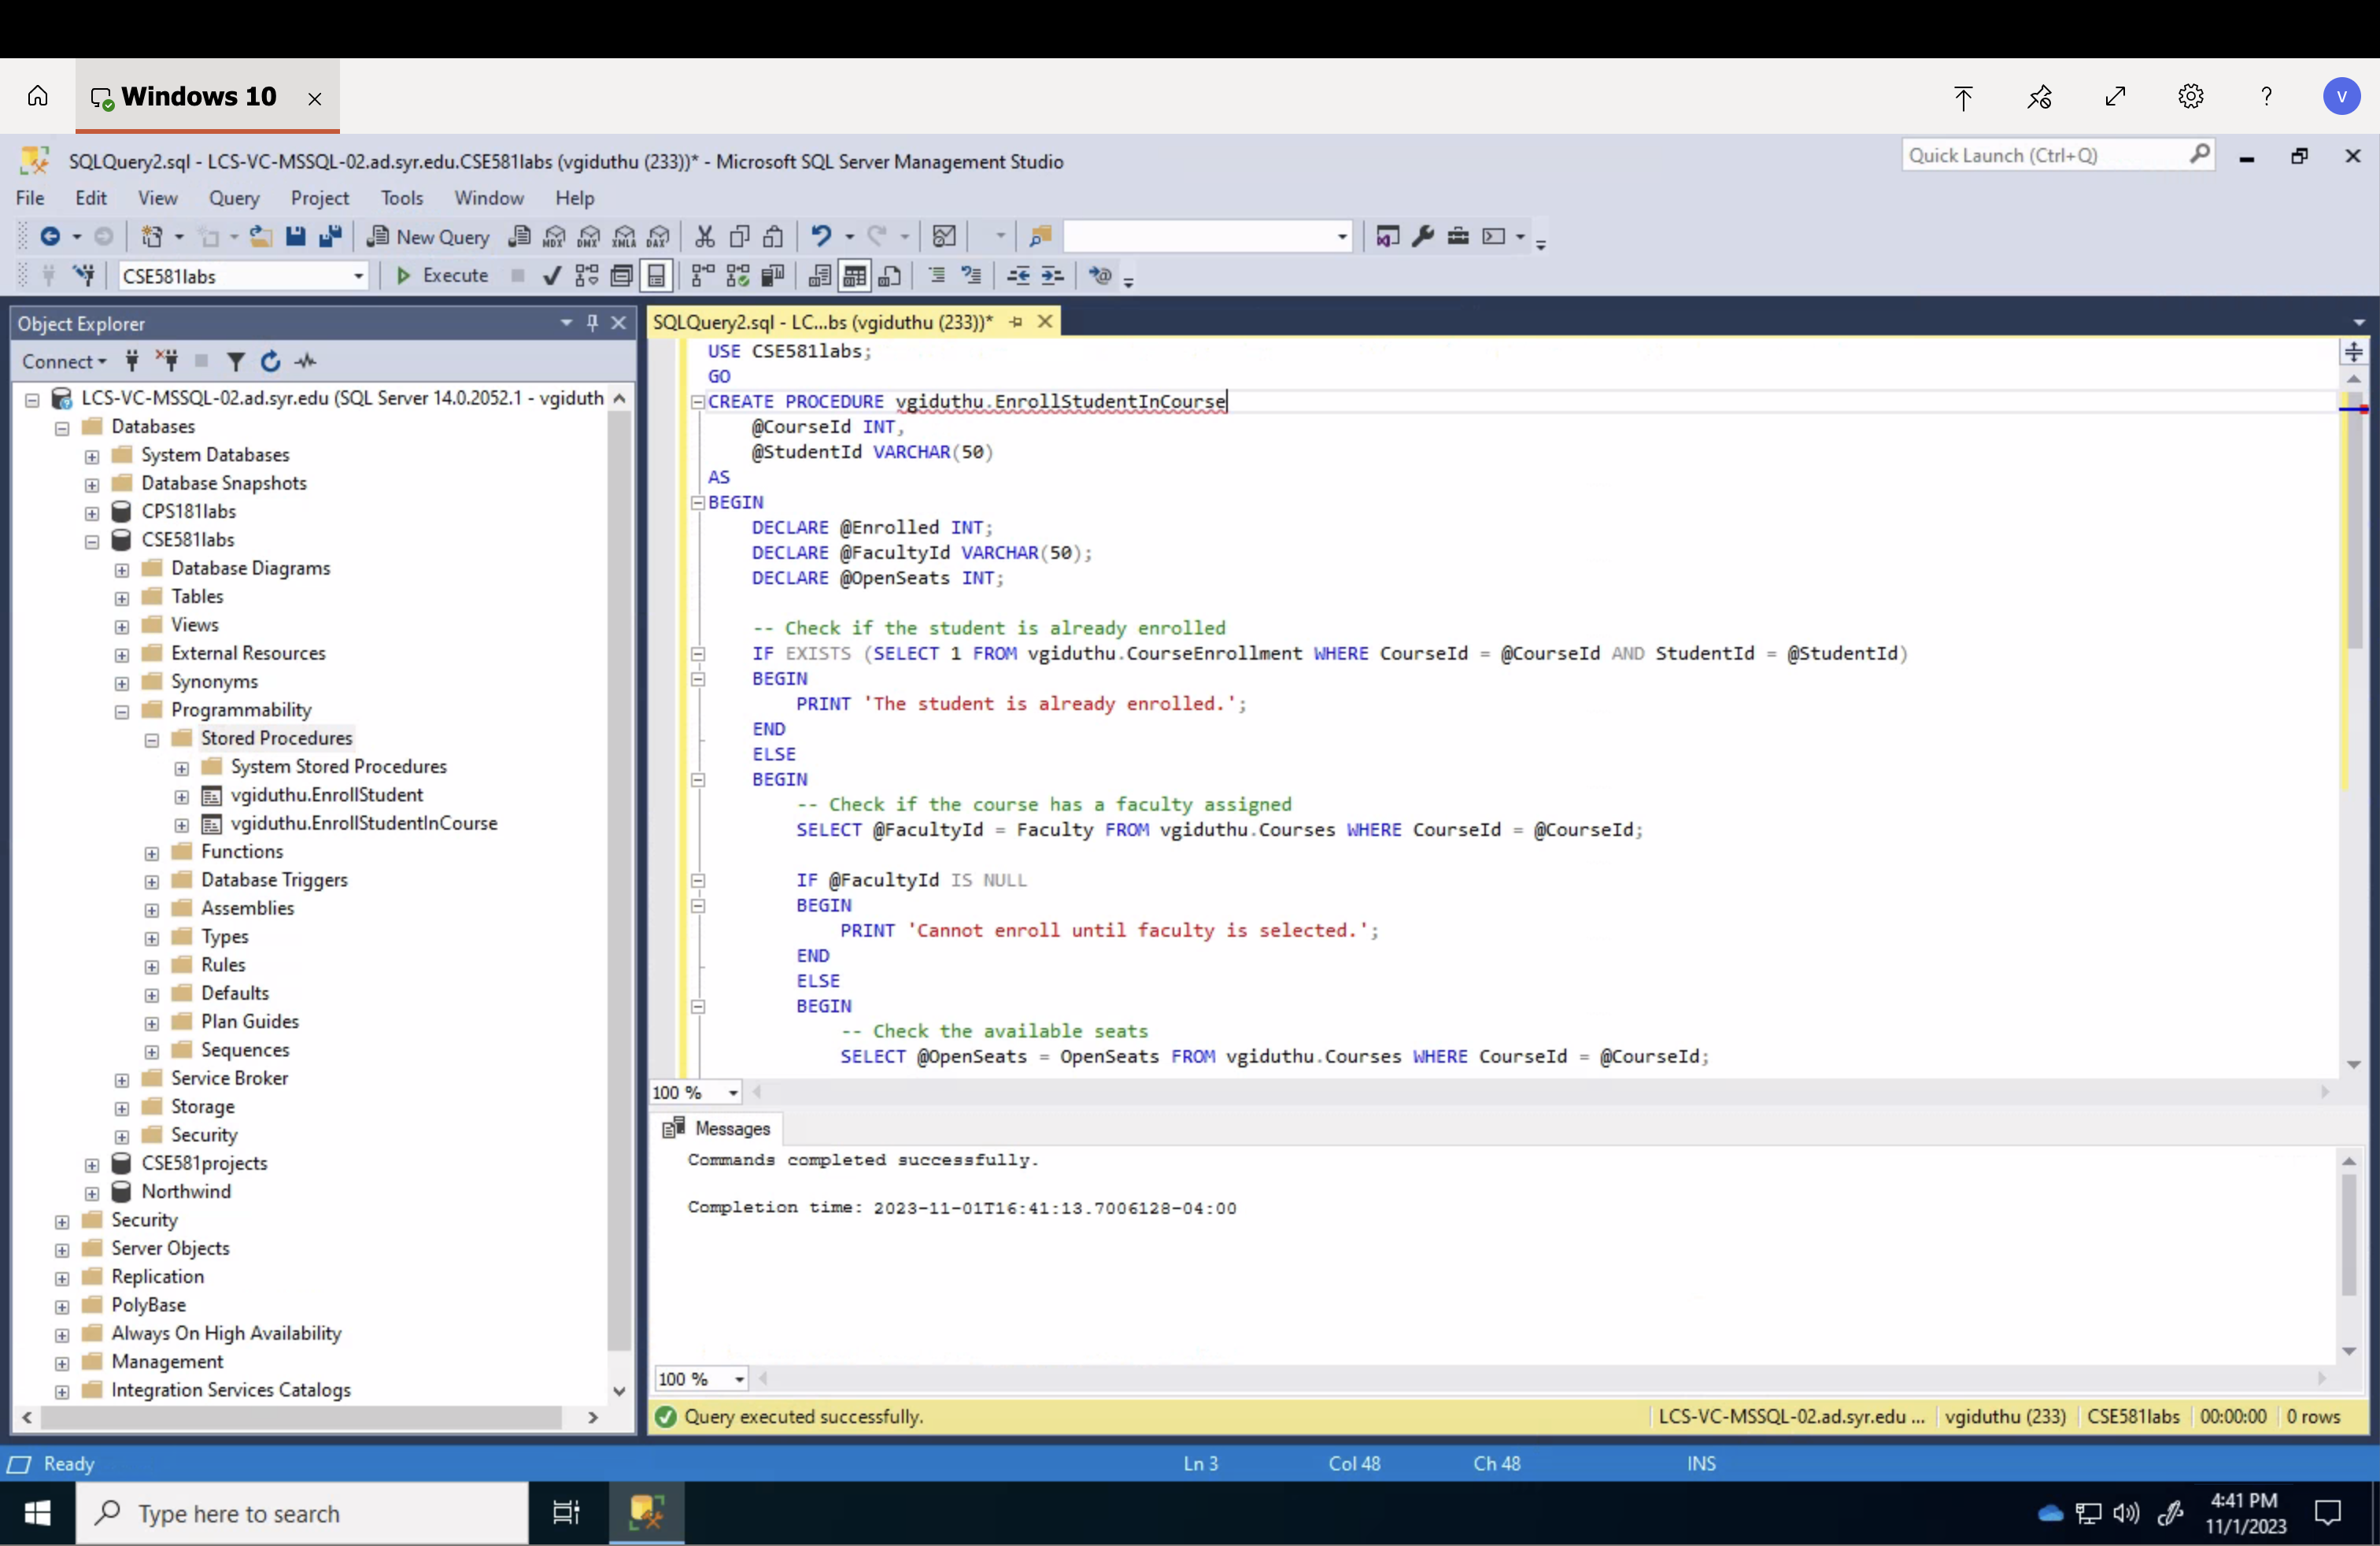 Windows 10
V
SQLQuery2.sql - LCS-VC-MSSQL-02.ad.syr.edu.CSE581labs (vgiduthu (233))* - Microsoft SQL Server Management Studio
Quick Launch (Ctrl+Q)
File Edit View Query Project Tools Window Help
New Query MDX DMX XMLA DAX
CSE581labs Execute
Object Explorer
Connect
LCS-VC-MSSQL-02.ad.syr.edu (SQL Server 14.0.2052.1 - vgiduth
Databases
System Databases
Database Snapshots
CPS181labs
CSE581labs
Database Diagrams
Tables
Views
External Resources
Synonyms
Programmability
Stored Procedures
System Stored Procedures
vgiduthu.EnrollStudent
vgiduthu.EnrollStudentInCourse
Functions
Database Triggers
Assemblies
Types
Rules
Defaults
Plan Guides
Sequences
Service Broker
Storage
Security
CSE581projects
Northwind
Security
Server Objects
Replication
PolyBase
Always On High Availability
Management
Integration Services Catalogs
SQLQuery2.sql - LC...bs (vgiduthu (233))*
USE CSE581labs;
GO
CREATE PROCEDURE vgiduthu.EnrollStudentInCourse
@CourseId INT,
@StudentId VARCHAR(50)
AS
BEGIN
DECLARE @Enrolled INT;
DECLARE @FacultyId VARCHAR(50);
DECLARE @OpenSeats INT;
-- Check if the student is already enrolled
IF EXISTS (SELECT 1 FROM vgiduthu.CourseEnrollment WHERE CourseId = @CourseId AND StudentId = @StudentId)
BEGIN
PRINT 'The student is already enrolled.';
END
ELSE
BEGIN
-- Check if the course has a faculty assigned
SELECT @FacultyId = Faculty FROM vgiduthu.Courses WHERE CourseId = @CourseId;
IF @FacultyId IS NULL
BEGIN
PRINT 'Cannot enroll until faculty is selected.';
END
ELSE
BEGIN
-- Check the available seats
SELECT @OpenSeats = OpenSeats FROM vgiduthu.Courses WHERE CourseId = @CourseId;
100 %
Messages
Commands completed successfully.
Completion time: 2023-11-01T16:41:13.7006128-04:00
100 %
Query executed successfully. LCS-VC-MSSQL-02.ad.syr.edu ... vgiduthu (233) CSE581labs 00:00:00 0 rows
Ready Ln 3 Col 48 Ch 48 INS
Type here to search
4:41 PM
11/1/2023